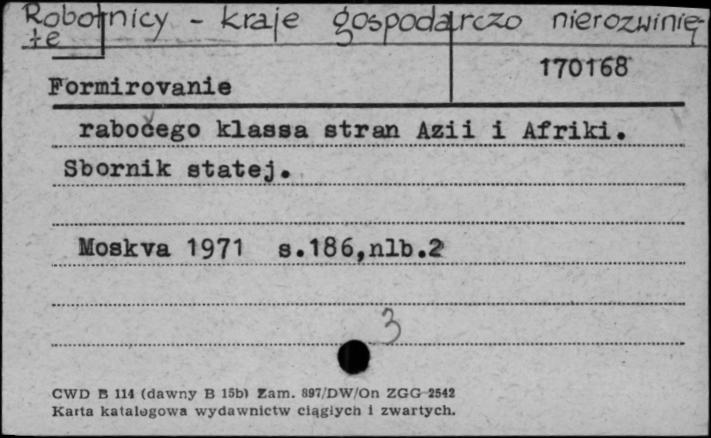 Robotnicy - kraje gospodarczo nierozwinię-
te
170168
Formirovanie
rabočego klassa stran Azii i Afriki.
Sbornik statej.
Moskva 1971 s.186,nlb.2
3
CWD B 114 (dawny B 15b) Zam. 897/DW/On ZGG-2542
Karta katalogowa wydawnictw ciągłych i zwartych.